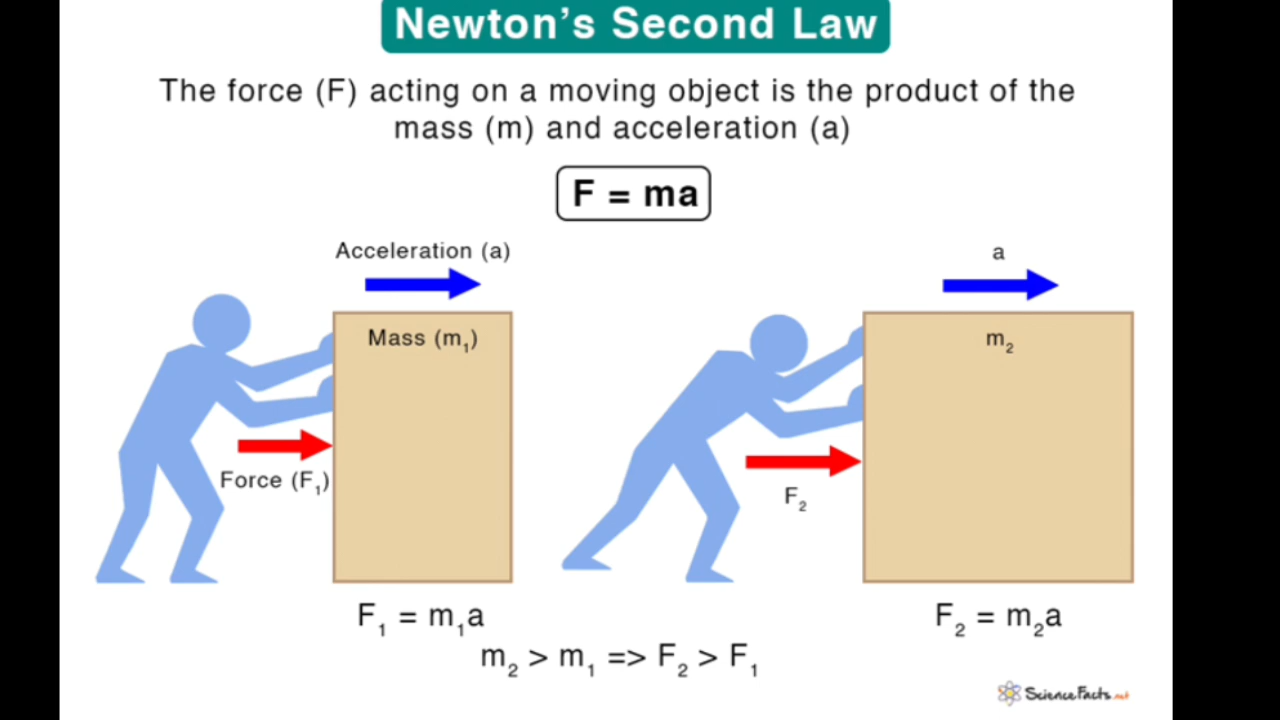 Newton's Second Law
The force (F) acting on a moving object is the product of the
mass (m) and acceleration (a)
F = ma
Acceleration (a)
a
Mass (m₁)
m₂
Force (F₁)
F₂
F₁ = m₁a
F₂ = m₂a
m₂ > m₁ => F₂ > F₁
ScienceFacts.net